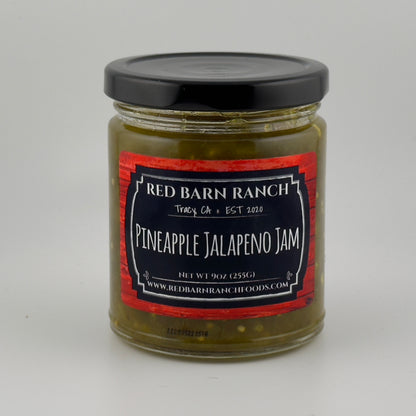 RED BARN RANCH
Tracy, CA • EST 2020
PINEAPPLE JALAPENO JAM
NET WT 9OZ (255G)
WWW.REDBARNRANCHFOODS.COM